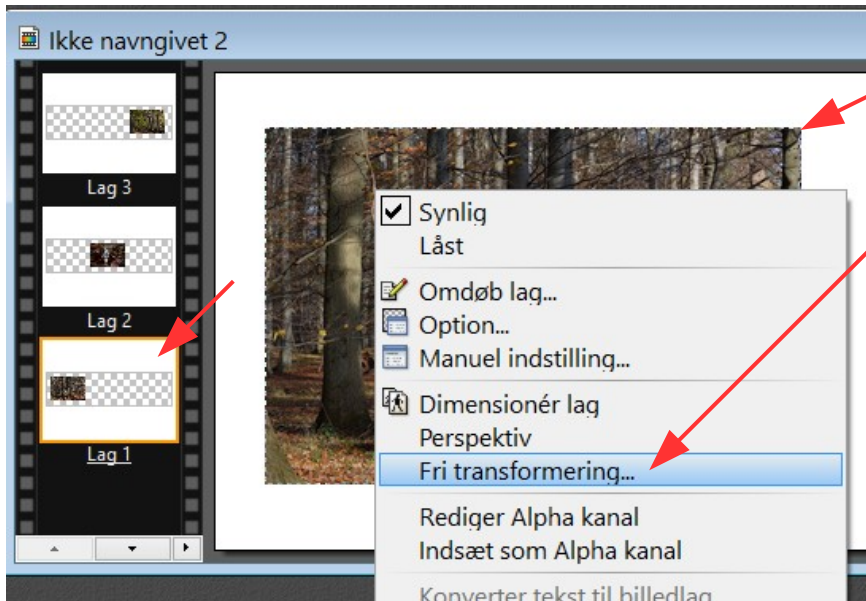 Ikke navngivet 2
Lag 3
Lag 2
Lag 1
Synlig
Låst
Omdøb lag...
Option...
Manuel indstilling...
Dimensionér lag
Perspektiv
Fri transformering...
Rediger Alpha kanal
Indsæt som Alpha kanal
Konverter tekst til billedlag